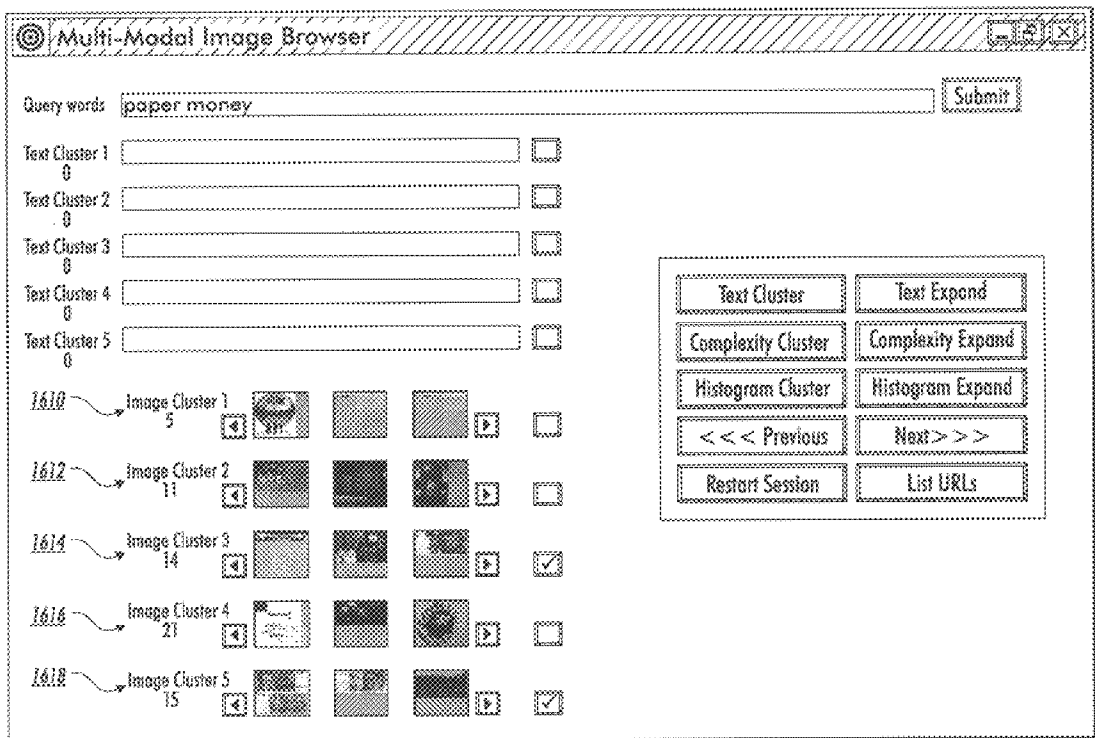 Multi-Modal Image Browser
Query words paper money Submit
Text Cluster 1
0
Text Cluster 2
0
Text Cluster 3
0
Text Cluster 4
0
Text Cluster 5
0
Text Cluster Text Expand
Complexity Cluster Complexity Expand
Histogram Cluster Histogram Expand
<<< Previous Next>>>
Restart Session List URLs
1610 Image Cluster 1
5
1612 Image Cluster 2
11
1614 Image Cluster 3
14
1616 Image Cluster 4
21
1618 Image Cluster 5
15